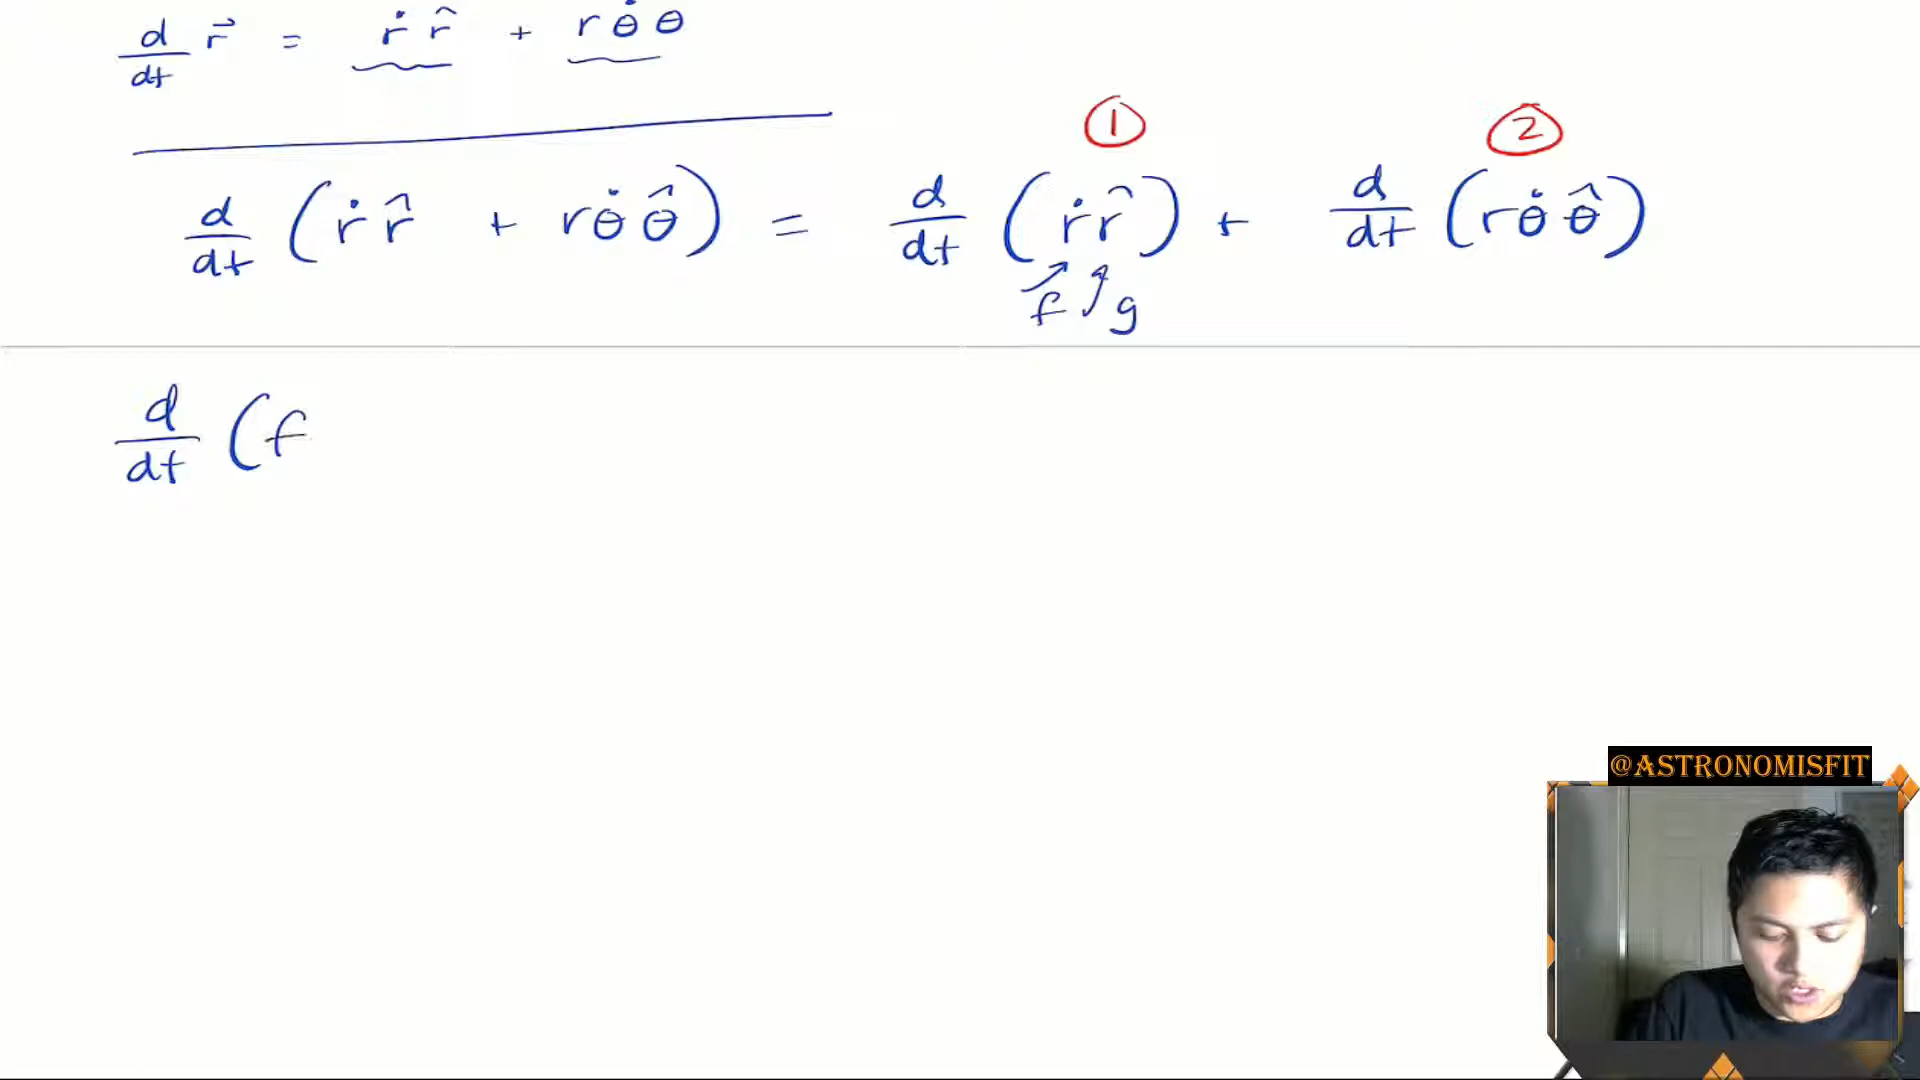 d/dt r⃗ = ṙ r̂ + r θ̇ θ
① ②
d/dt (ṙ r̂ + r θ̇ θ̂) = d/dt (ṙ r̂) + d/dt (r θ̇ θ̂)
f g
d/dt (f
@ASTRONOMISFIT